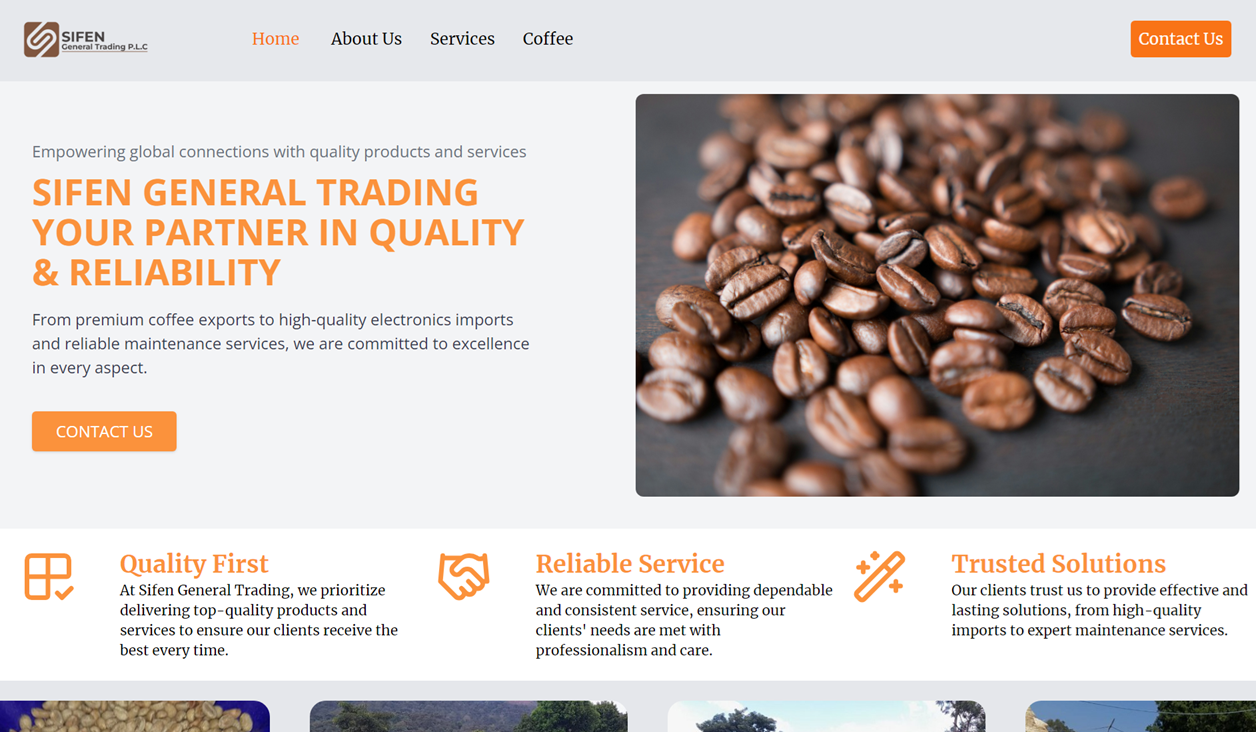 SIFEN
General Trading P.L.C
Home
About Us
Services
Coffee
Contact Us
Empowering global connections with quality products and services
SIFEN GENERAL TRADING
YOUR PARTNER IN QUALITY
& RELIABILITY
From premium coffee exports to high-quality electronics imports
and reliable maintenance services, we are committed to excellence
in every aspect.
CONTACT US
Quality First
At Sifen General Trading, we prioritize
delivering top-quality products and
services to ensure our clients receive the
best every time.
Reliable Service
We are committed to providing dependable
and consistent service, ensuring our
clients' needs are met with
professionalism and care.
Trusted Solutions
Our clients trust us to provide effective and
lasting solutions, from high-quality
imports to expert maintenance services.